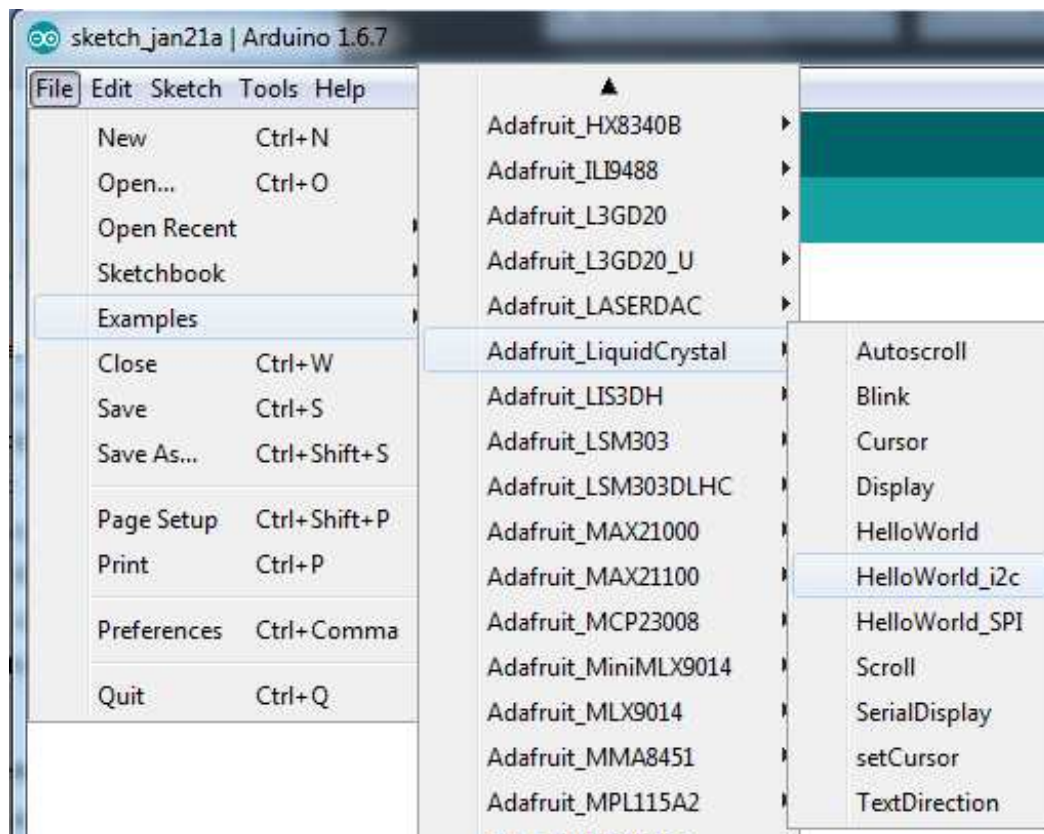 sketch_jan21a | Arduino 1.6.7
File Edit Sketch Tools Help
New Ctrl+N
Open... Ctrl+O
Open Recent
Sketchbook
Examples
Close Ctrl+W
Save Ctrl+S
Save As... Ctrl+Shift+S
Page Setup Ctrl+Shift+P
Print Ctrl+P
Preferences Ctrl+Comma
Quit Ctrl+Q
Adafruit_HX8340B
Adafruit_ILI9488
Adafruit_L3GD20
Adafruit_L3GD20_U
Adafruit_LASERDAC
Adafruit_LiquidCrystal
Adafruit_LIS3DH
Adafruit_LSM303
Adafruit_LSM303DLHC
Adafruit_MAX21000
Adafruit_MAX21100
Adafruit_MCP23008
Adafruit_MiniMLX9014
Adafruit_MLX9014
Adafruit_MMA8451
Adafruit_MPL115A2
Autoscroll
Blink
Cursor
Display
HelloWorld
HelloWorld_i2c
HelloWorld_SPI
Scroll
SerialDisplay
setCursor
TextDirection